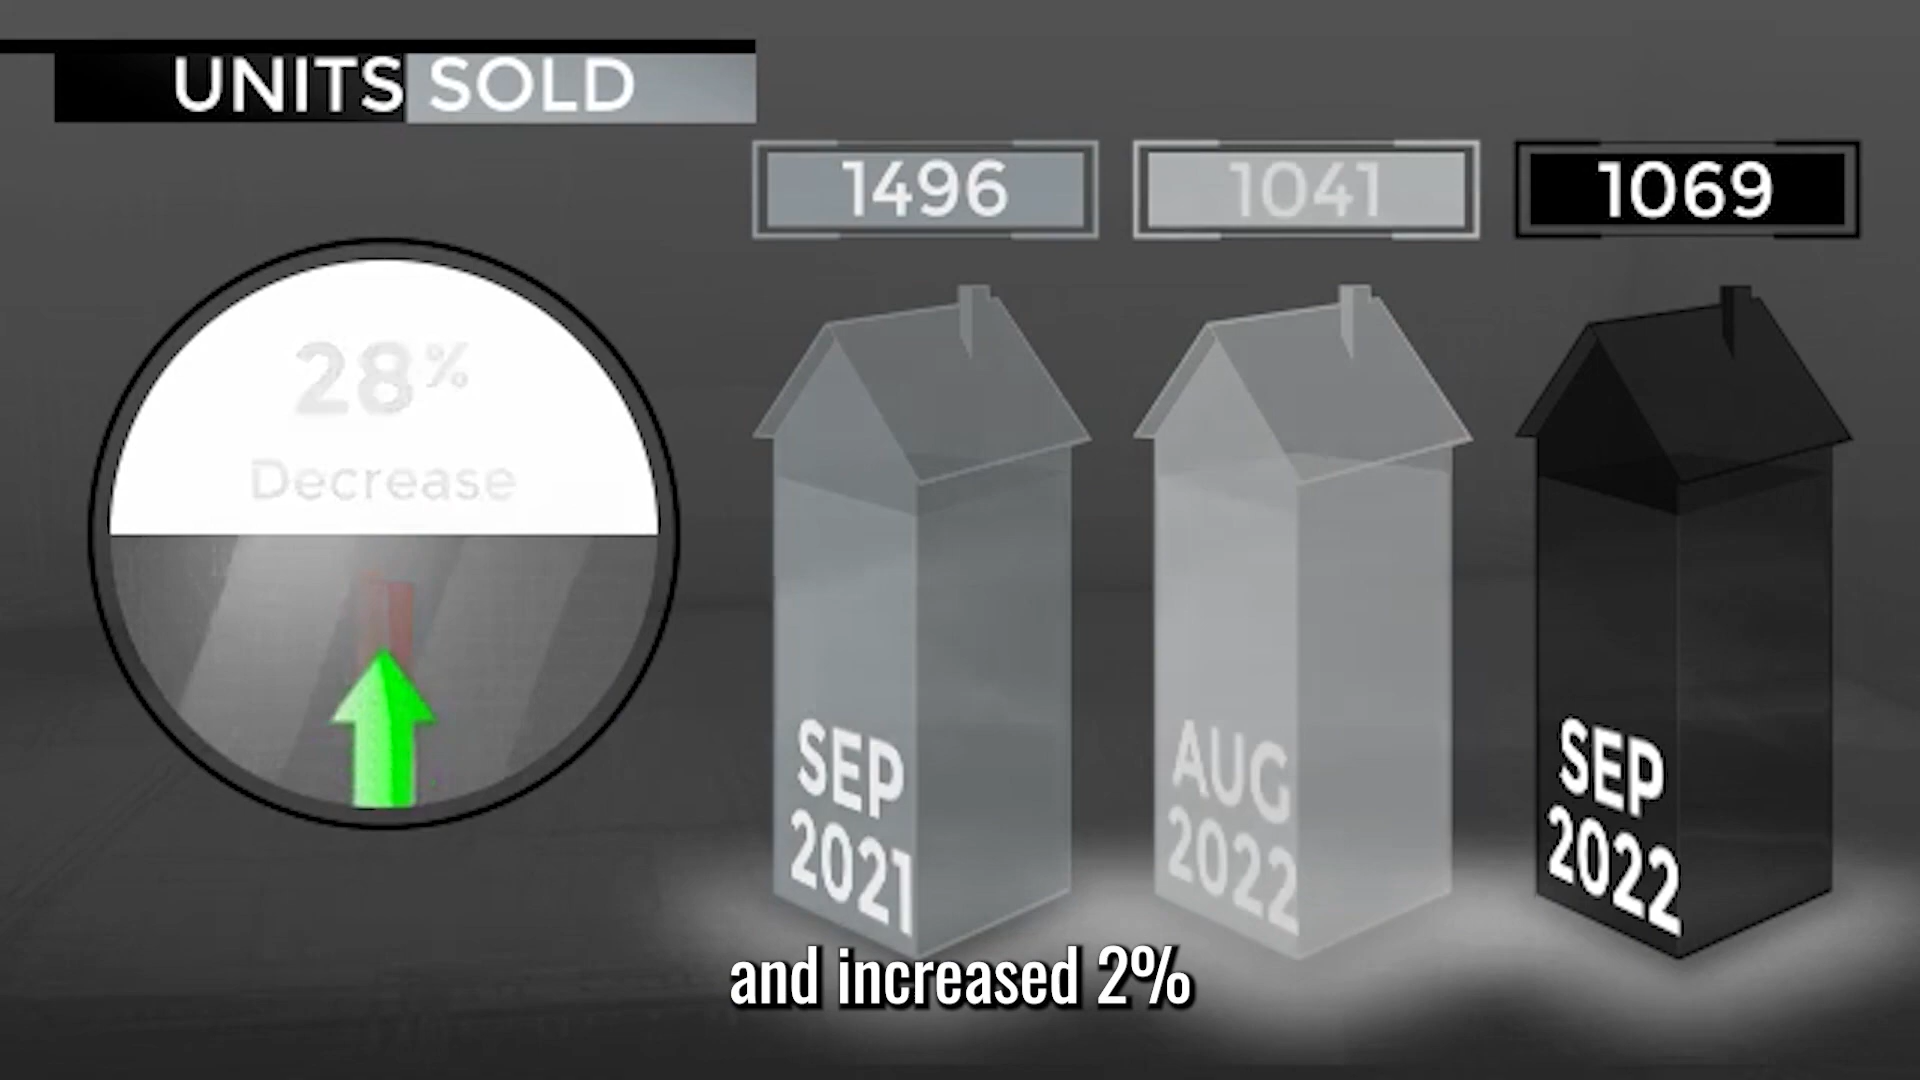 UNITS SOLD
1496
1041
1069
28%
Decrease
SEP
2021
AUG
2022
SEP
2022
and increased 2%